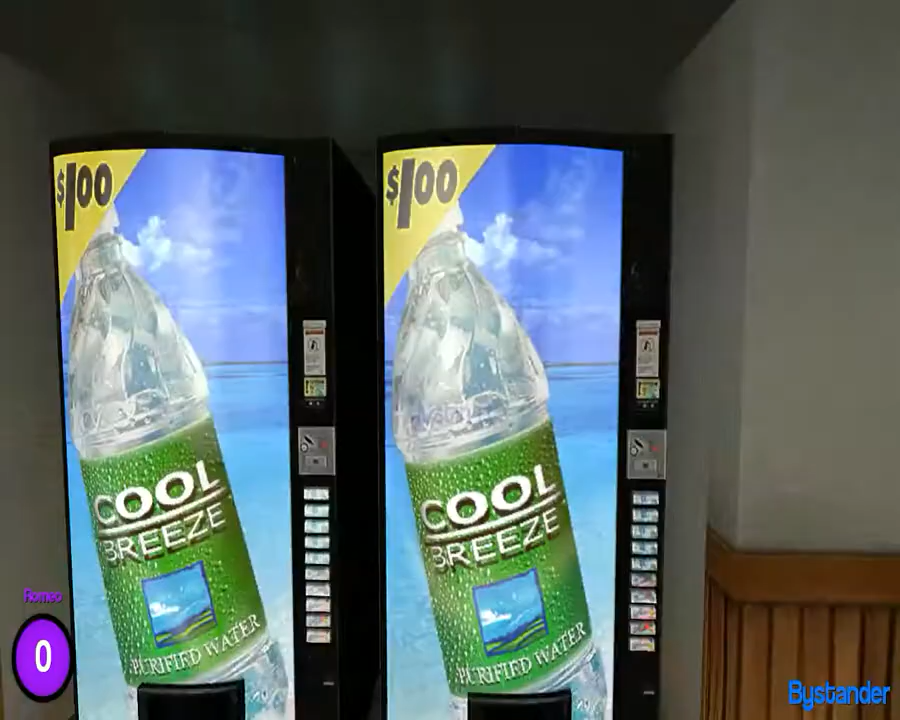 $1.00
COOL
BREEZE
PURIFIED WATER
$1.00
COOL
BREEZE
PURIFIED WATER
Romeo
0
Bystander